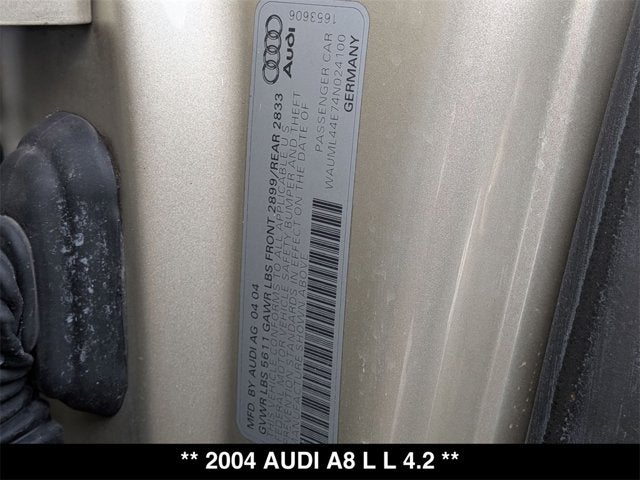 1653606
Audi
MFD BY AUDI AG 04 04
GVWR LBS 5611 GAWR LBS FRONT 2899/REAR 2833
THIS VEHICLE CONFORMS TO ALL APPLICABLE U S
FEDERAL MOTOR VEHICLE SAFETY BUMPER AND THEFT
PREVENTION STANDARDS IN EFFECT ON THE DATE OF
MANUFACTURE SHOWN ABOVE
PASSENGER CAR
WAUML44E74N024100
GERMANY
** 2004 AUDI A8 L L 4.2 **